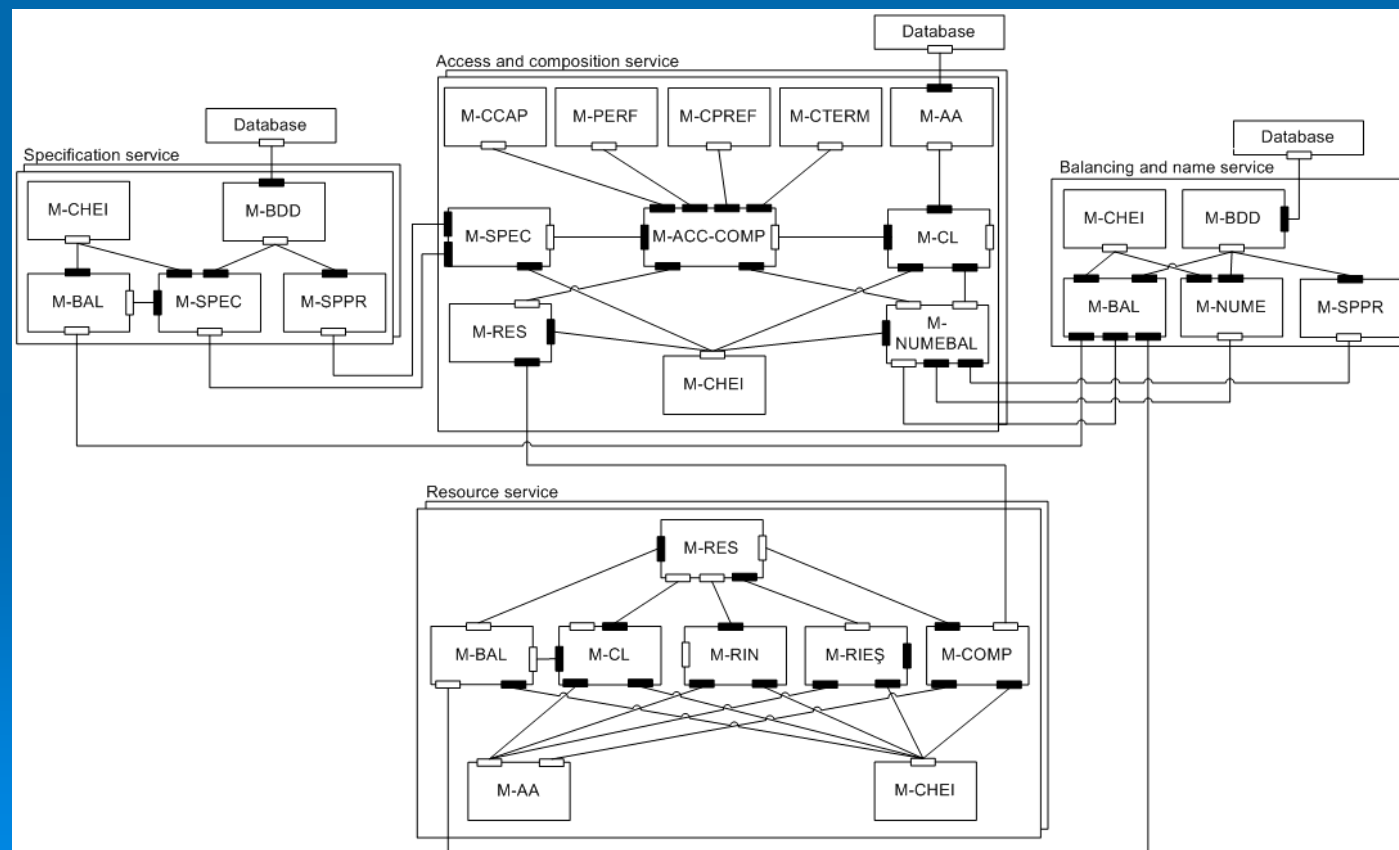 Database
Access and composition service
M-CCAP
M-PERF
M-CPREF
M-CTERM
M-AA
Database
Specification service
M-CHEI
M-BDD
M-BAL
M-SPEC
M-SPPR
M-SPEC
M-ACC-COMP
M-CL
M-RES
M-
NUMEBAL
M-CHEI
Database
Balancing and name service
M-CHEI
M-BDD
M-BAL
M-NUME
M-SPPR
Resource service
M-RES
M-BAL
M-CL
M-RIN
M-RIEŞ
M-COMP
M-AA
M-CHEI